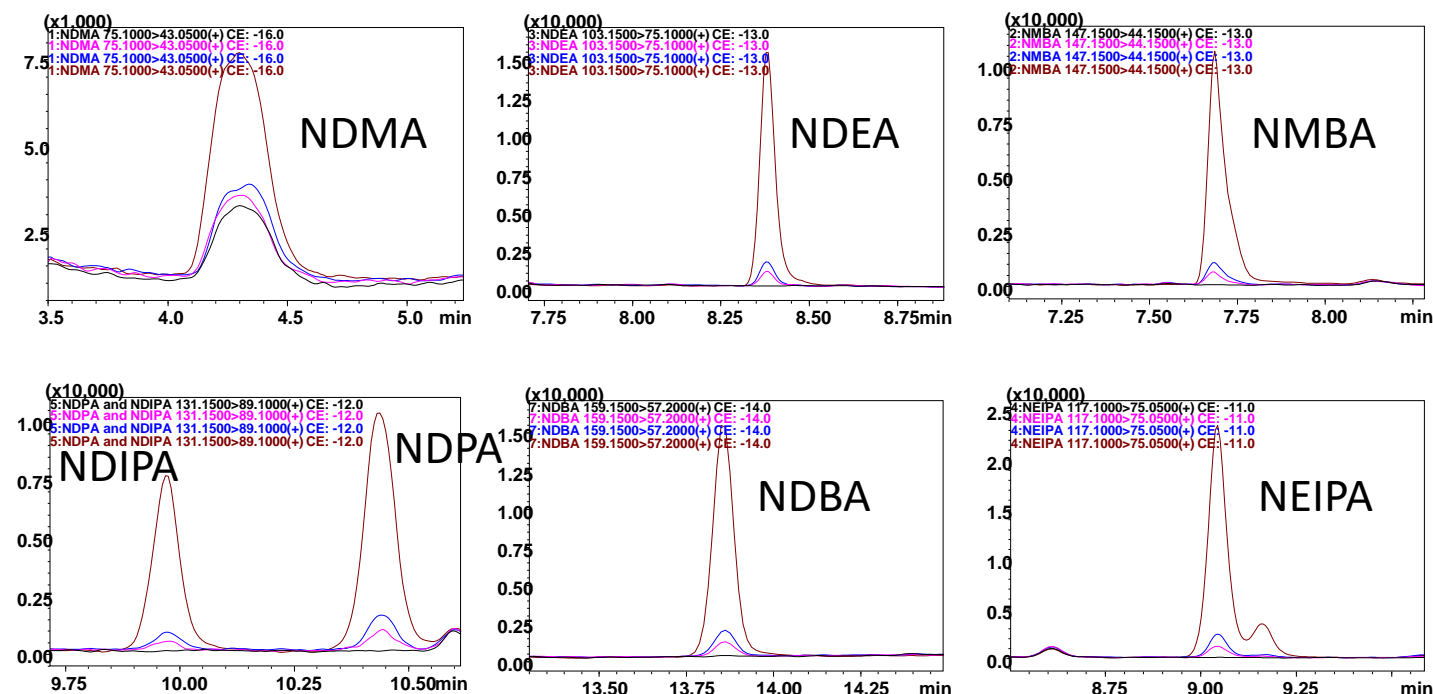 (x1,000)
1:NDMA 75.1000>43.0500(+) CE: -16.0
1:NDMA 75.1000>43.0500(+) CE: -16.0
1:NDMA 75.1000>43.0500(+) CE: -16.0
1:NDMA 75.1000>43.0500(+) CE: -16.0
7.5
NDMA
5.0
2.5
3.5 4.0 4.5 5.0 min
(x10,000)
3:NDEA 103.1500>75.1000(+) CE: -13.0
3:NDEA 103.1500>75.1000(+) CE: -13.0
3:NDEA 103.1500>75.1000(+) CE: -13.0
3:NDEA 103.1500>75.1000(+) CE: -13.0
1.50
1.25
NDEA
1.00
0.75
0.50
0.25
0.00
7.75 8.00 8.25 8.50 8.75min
(x10,000)
2:NMBA 147.1500>44.1500(+) CE: -13.0
2:NMBA 147.1500>44.1500(+) CE: -13.0
2:NMBA 147.1500>44.1500(+) CE: -13.0
2:NMBA 147.1500>44.1500(+) CE: -13.0
1.00
NMBA
0.75
0.50
0.25
0.00
7.25 7.50 7.75 8.00 min
(x10,000)
5:NDPA and NDIPA 131.1500>89.1000(+) CE: -12.0
5:NDPA and NDIPA 131.1500>89.1000(+) CE: -12.0
5:NDPA and NDIPA 131.1500>89.1000(+) CE: -12.0
5:NDPA and NDIPA 131.1500>89.1000(+) CE: -12.0
1.00
NDIPA NDPA
0.75
0.50
0.25
0.00
9.75 10.00 10.25 10.50min
(x10,000)
7:NDBA 159.1500>57.2000(+) CE: -14.0
7:NDBA 159.1500>57.2000(+) CE: -14.0
7:NDBA 159.1500>57.2000(+) CE: -14.0
7:NDBA 159.1500>57.2000(+) CE: -14.0
1.50
1.25
NDBA
1.00
0.75
0.50
0.25
0.00
13.50 13.75 14.00 14.25 min
(x10,000)
4:NEIPA 117.1000>75.0500(+) CE: -11.0
4:NEIPA 117.1000>75.0500(+) CE: -11.0
4:NEIPA 117.1000>75.0500(+) CE: -11.0
4:NEIPA 117.1000>75.0500(+) CE: -11.0
2.5
2.0
NEIPA
1.5
1.0
0.5
0.0
8.75 9.00 9.25 min